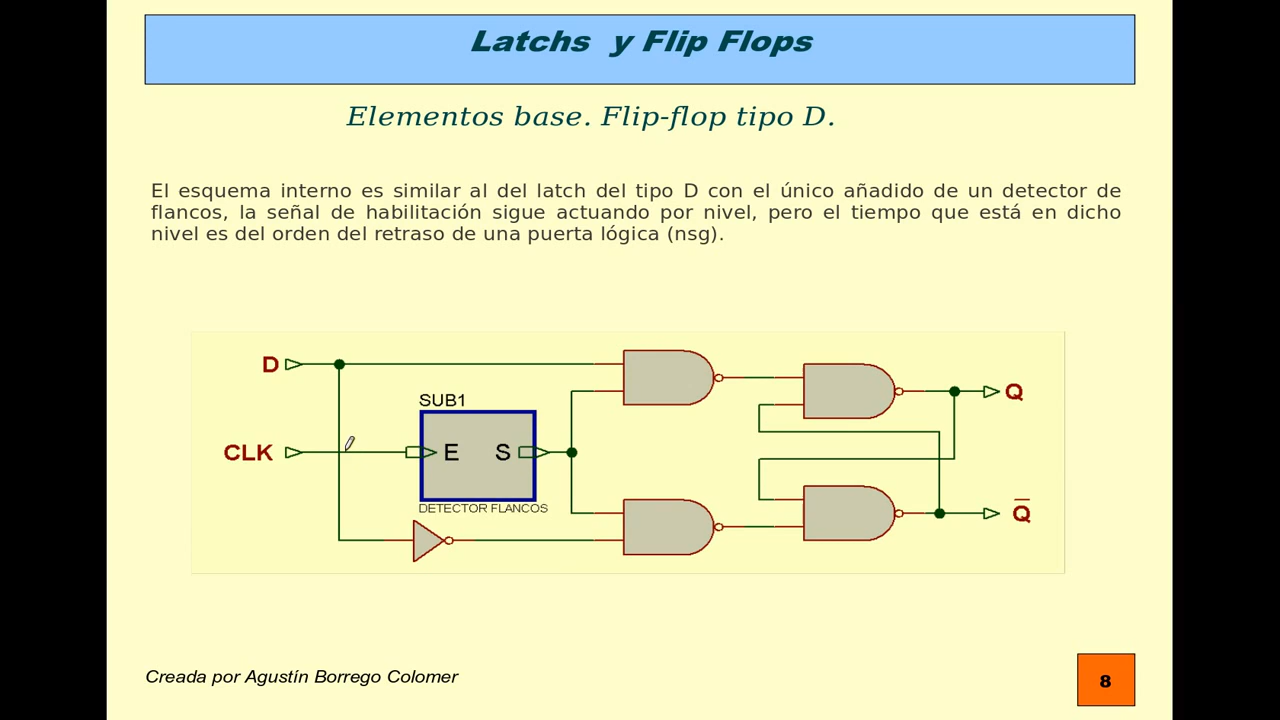 Latchs y Flip Flops
Elementos base. Flip-flop tipo D.
El esquema interno es similar al del latch del tipo D con el único añadido de un detector de
flancos, la señal de habilitación sigue actuando por nivel, pero el tiempo que está en dicho
nivel es del orden del retraso de una puerta lógica (nsg).
D
SUB1
Q
CLK
E S
DETECTOR FLANCOS
Q̅
Creada por Agustín Borrego Colomer
8